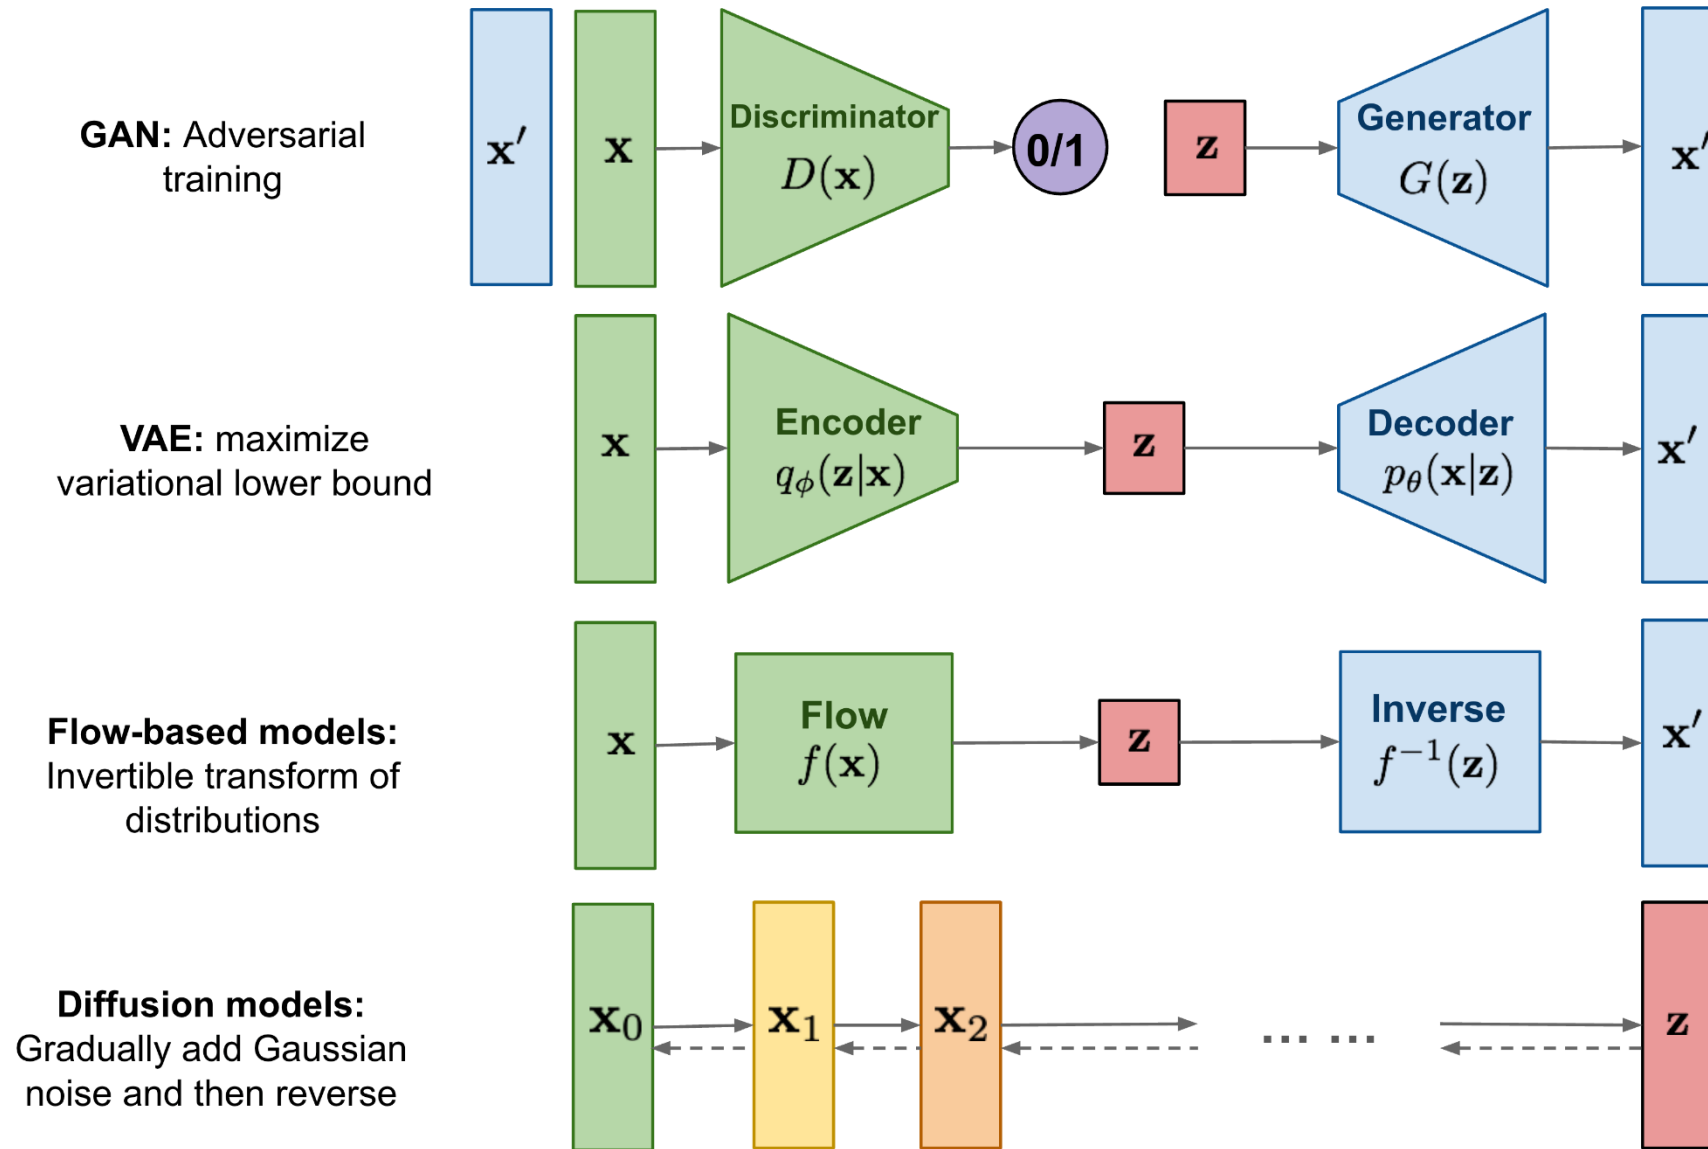 GAN: Adversarial
training
x′
x
Discriminator
D(x)
0/1
z
Generator
G(z)
x′
VAE: maximize
variational lower bound
x
Encoder
qϕ(z|x)
z
Decoder
pθ(x|z)
x′
Flow-based models:
Invertible transform of
distributions
x
Flow
f(x)
z
Inverse
f⁻¹(z)
x′
Diffusion models:
Gradually add Gaussian
noise and then reverse
x₀
x₁
x₂
... ...
z